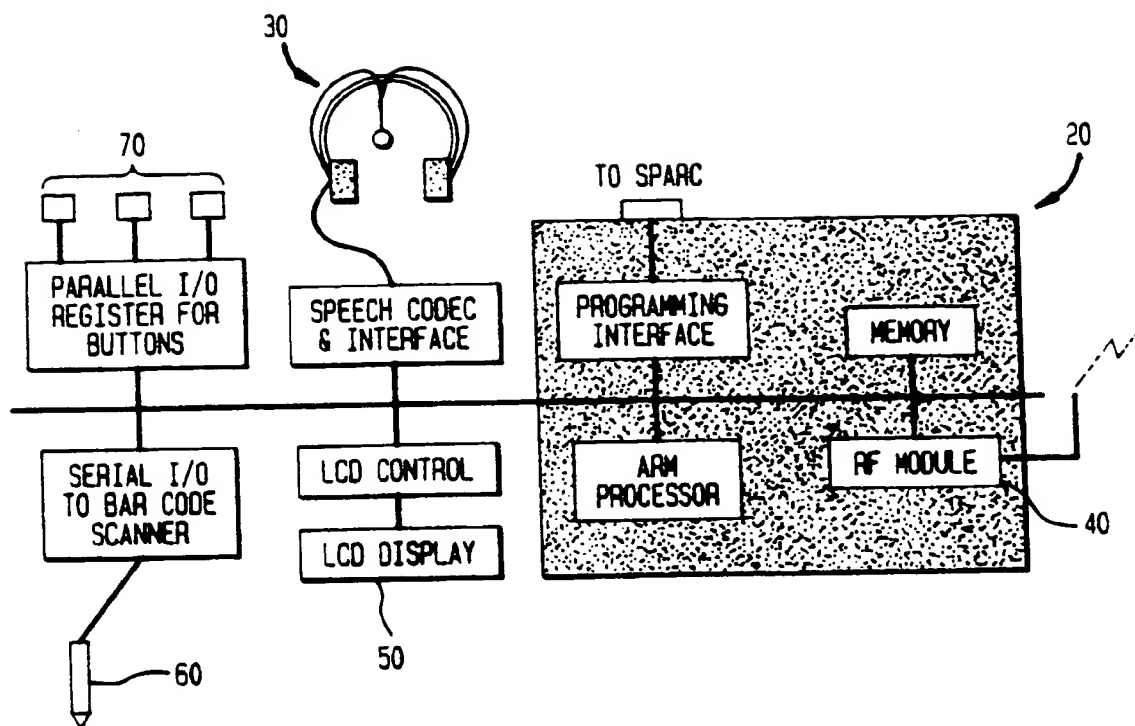 30
70
20
TO SPARC
PARALLEL I/O
REGISTER FOR
BUTTONS
SPEECH CODEC
& INTERFACE
PROGRAMMING
INTERFACE
MEMORY
SERIAL I/O
TO BAR CODE
SCANNER
LCD CONTROL
ARM
PROCESSOR
RF MODULE
LCD DISPLAY
40
50
60